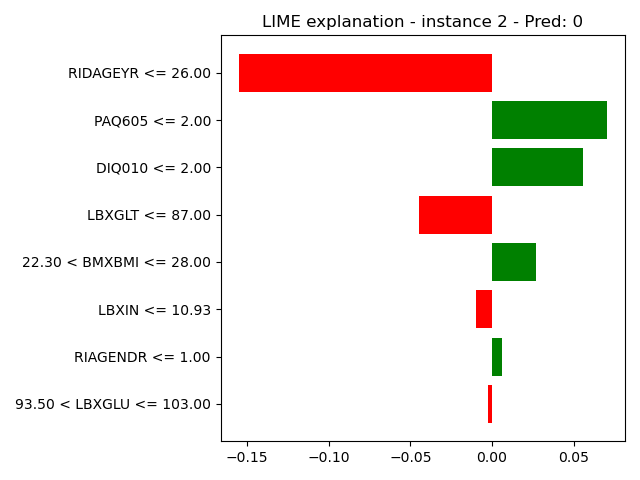 LIME explanation - instance 2 - Pred: 0
RIDAGEYR <= 26.00
PAQ605 <= 2.00
DIQ010 <= 2.00
LBXGLT <= 87.00
22.30 < BMXBMI <= 28.00
LBXIN <= 10.93
RIAGENDR <= 1.00
93.50 < LBXGLU <= 103.00
−0.15 −0.10 −0.05 0.00 0.05